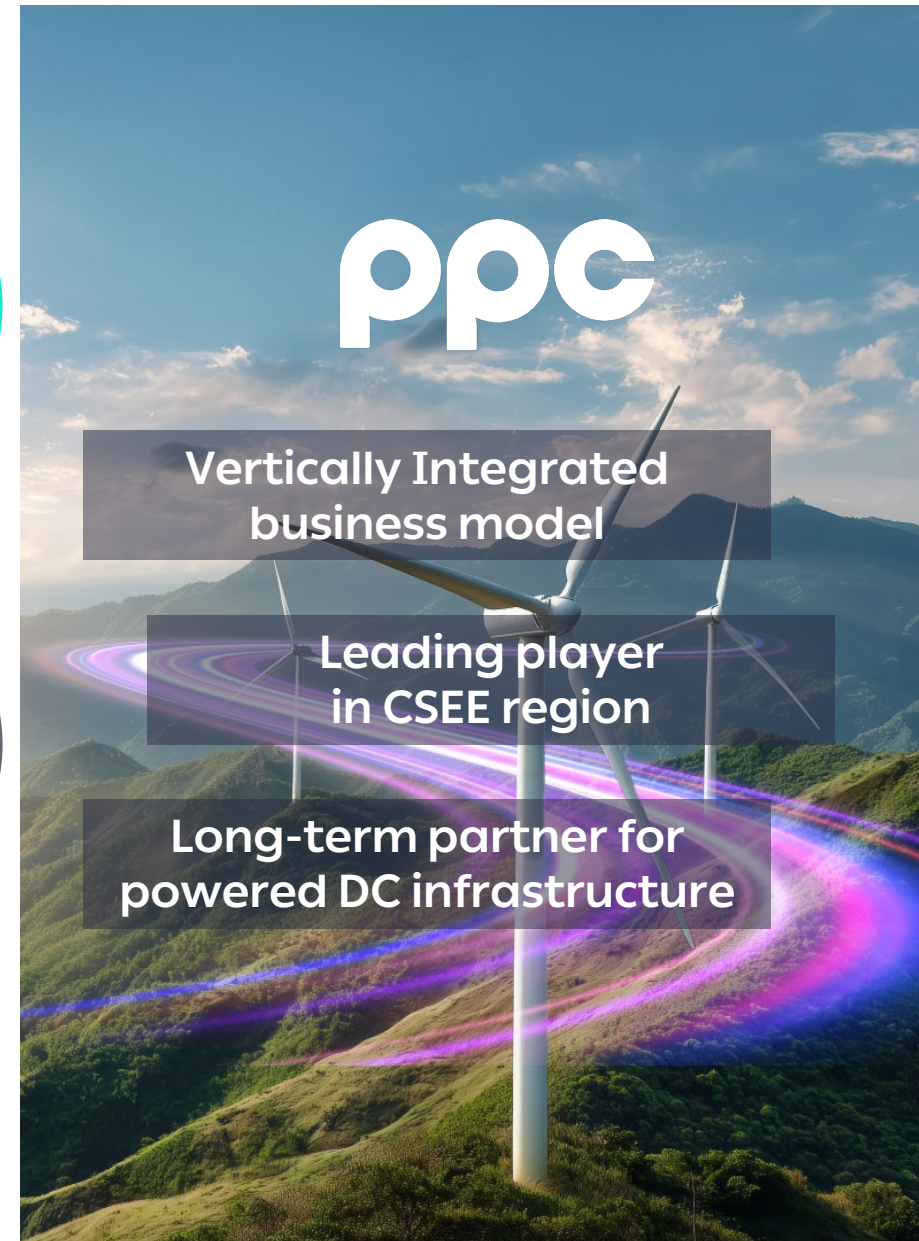 ppc
Vertically Integrated
business model
Leading player
in CSEE region
Long-term partner for
powered DC infrastructure